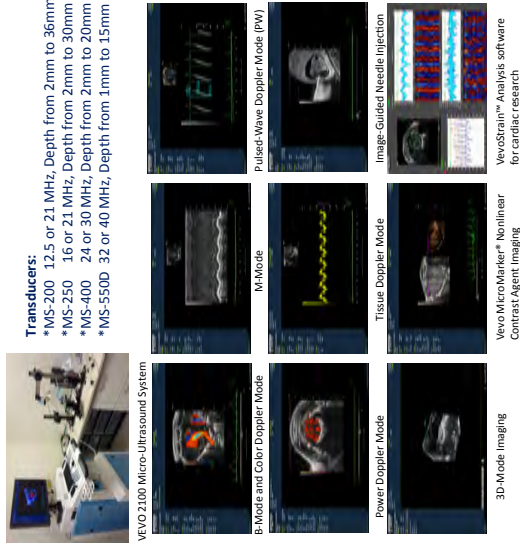 Transducers:
*MS-200 12.5 or 21 MHz, Depth from 2mm to 36mm
*MS-250 16 or 21 MHz, Depth from 2mm to 30mm
*MS-400 24 or 30 MHz, Depth from 2mm to 20mm
*MS-550D 32 or 40 MHz, Depth from 1mm to 15mm
VEVO 2100 Micro-Ultrasound System
B-Mode and Color Doppler Mode
M-Mode
Pulsed-Wave Doppler Mode (PW)
Power Doppler Mode
Tissue Doppler Mode
Image-Guided Needle Injection
3D-Mode Imaging
Vevo MicroMarker® Nonlinear
Contrast Agent Imaging
VevoStrain™ Analysis software
for cardiac research